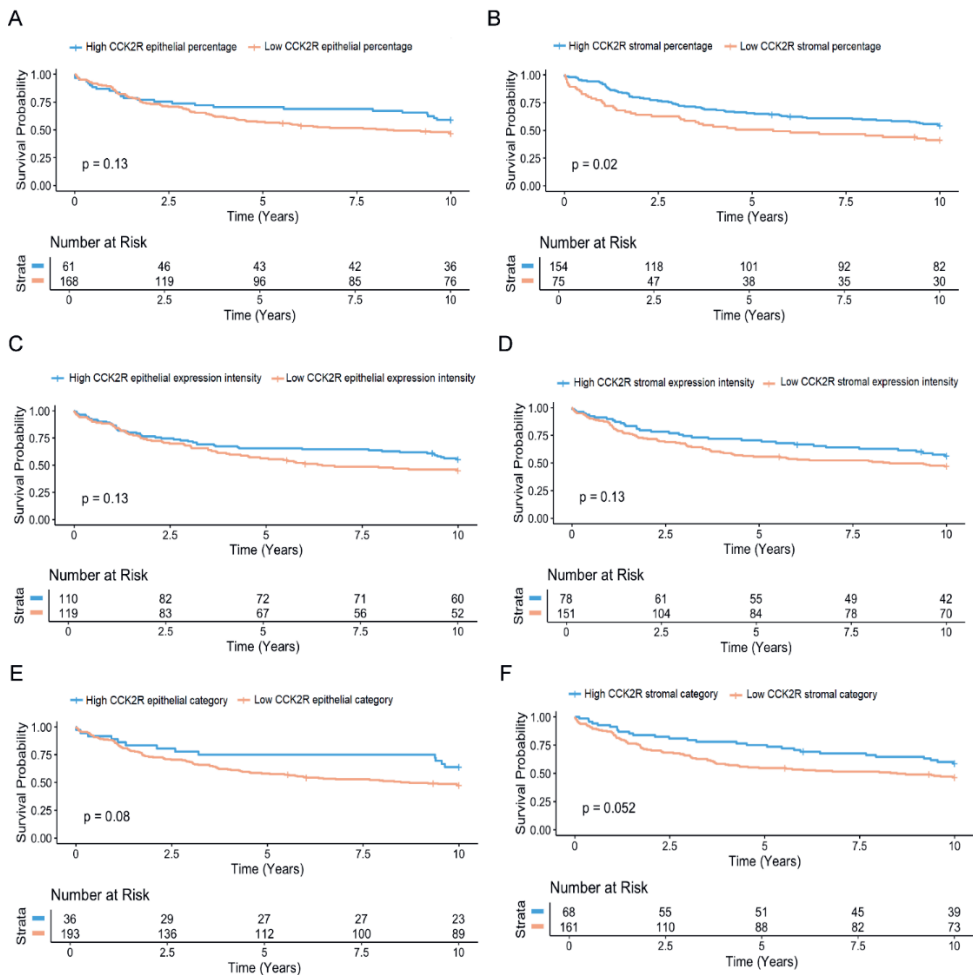 A
High CCK2R epithelial percentage Low CCK2R epithelial percentage
Survival Probability
1.00
0.75
0.50
0.25
0.00
p = 0.13
0 2.5 5 7.5 10
Time (Years)
Number at Risk
Strata
61 46 43 42 36
168 119 96 85 76
0 2.5 5 7.5 10
Time (Years)
B
High CCK2R stromal percentage Low CCK2R stromal percentage
Survival Probability
1.00
0.75
0.50
0.25
0.00
p = 0.02
0 2.5 5 7.5 10
Time (Years)
Number at Risk
Strata
154 118 101 92 82
75 47 38 35 30
0 2.5 5 7.5 10
Time (Years)
C
High CCK2R epithelial expression intensity Low CCK2R epithelial expression intensity
Survival Probability
1.00
0.75
0.50
0.25
0.00
p = 0.13
0 2.5 5 7.5 10
Time (Years)
Number at Risk
Strata
110 82 72 71 60
119 83 67 56 52
0 2.5 5 7.5 10
Time (Years)
D
High CCK2R stromal expression intensity Low CCK2R stromal expression intensity
Survival Probability
1.00
0.75
0.50
0.25
0.00
p = 0.13
0 2.5 5 7.5 10
Time (Years)
Number at Risk
Strata
78 61 55 49 42
151 104 84 78 70
0 2.5 5 7.5 10
Time (Years)
E
High CCK2R epithelial category Low CCK2R epithelial category
Survival Probability
1.00
0.75
0.50
0.25
0.00
p = 0.08
0 2.5 5 7.5 10
Time (Years)
Number at Risk
Strata
36 29 27 27 23
193 136 112 100 89
0 2.5 5 7.5 10
Time (Years)
F
High CCK2R stromal category Low CCK2R stromal category
Survival Probability
1.00
0.75
0.50
0.25
0.00
p = 0.052
0 2.5 5 7.5 10
Time (Years)
Number at Risk
Strata
68 55 51 45 39
161 110 88 82 73
0 2.5 5 7.5 10
Time (Years)